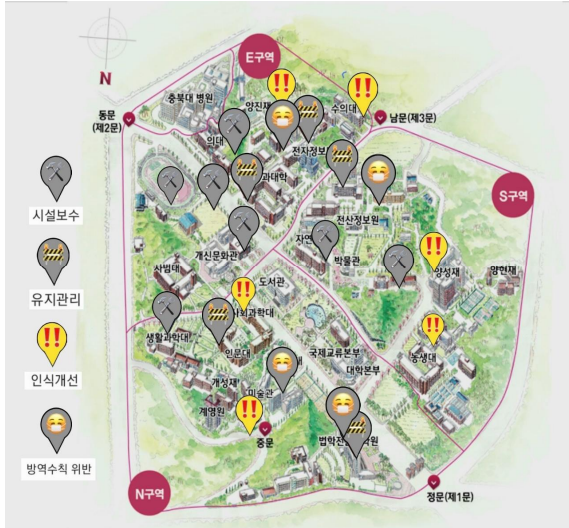 E구역
N
충북대 병원
양진재
수의대
동문
(제2문)
남문(제3문)
의대
전자정보
과대학
S구역
시설보수
전산정보원
개신문화관
자연
박물관
양성재
양현재
사범대
도서관
유지관리
사회과학대
생활과학대
인문대
국제교류본부
농생대
인식개선
개성재
대학본부
미술관
계영원
중문
법학전
학원
방역수칙 위반
N구역
정문(제1문)